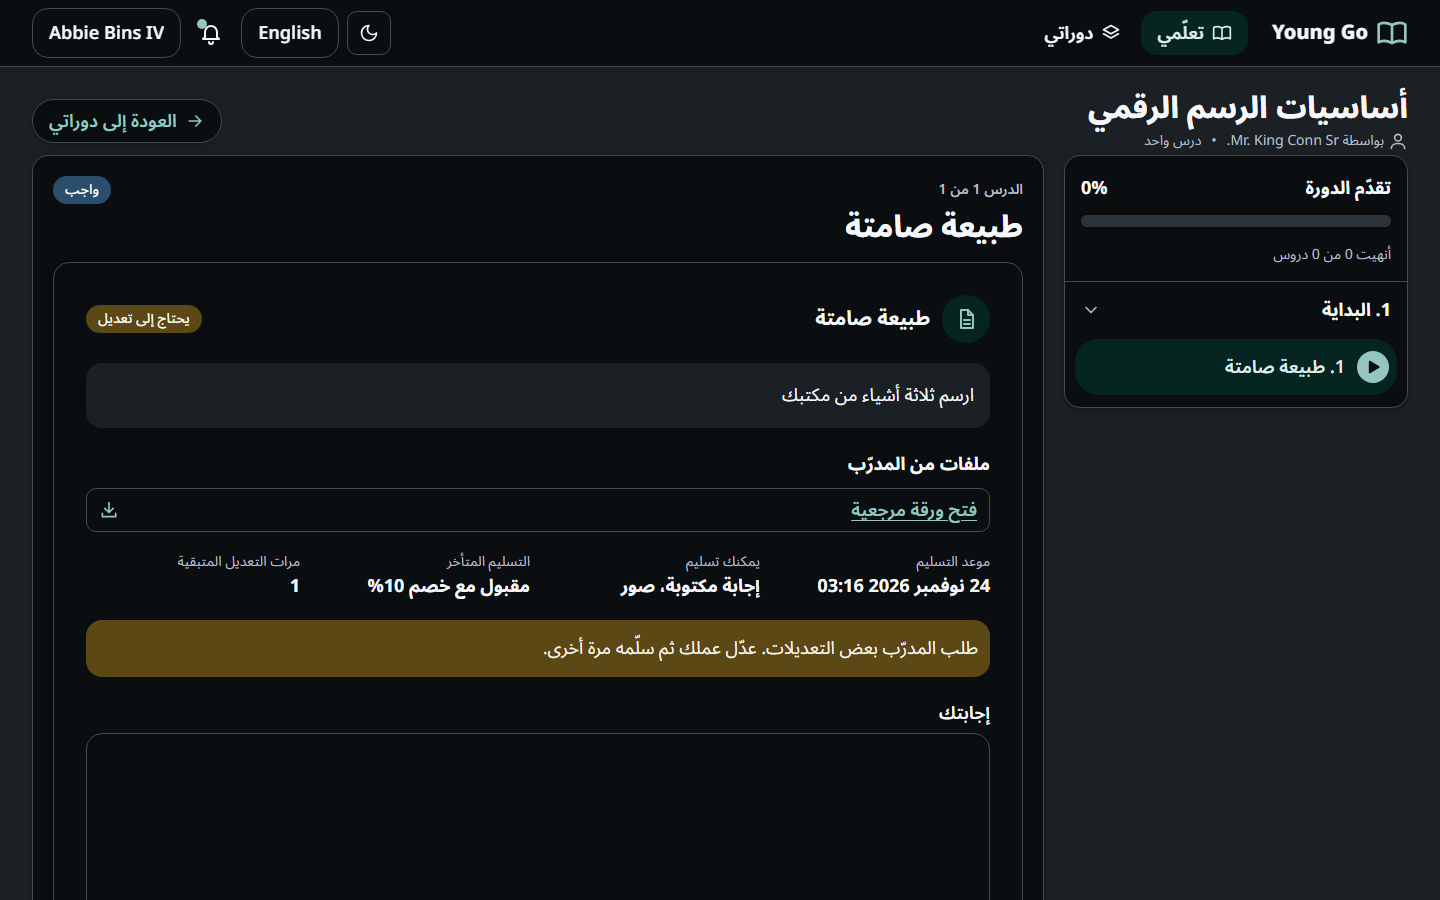 Young Go
تعلّمي
دوراتي
English
Abbie Bins IV
أساسيات الرسم الرقمي
بواسطة Mr. King Conn Sr. • درس واحد
العودة إلى دوراتي
تقدّم الدورة
0%
أنهيت 0 من 0 دروس
1. البداية
1. طبيعة صامتة
الدرس 1 من 1
واجب
طبيعة صامتة
طبيعة صامتة
يحتاج إلى تعديل
ارسم ثلاثة أشياء من مكتبك
ملفات من المدرّب
فتح ورقة مرجعية
موعد التسليم
24 نوفمبر 2026 03:16
يمكنك تسليم
إجابة مكتوبة، صور
التسليم المتأخر
مقبول مع خصم 10%
مرات التعديل المتبقية
1
طلب المدرّب بعض التعديلات. عدّل عملك ثم سلّمه مرة أخرى.
إجابتك